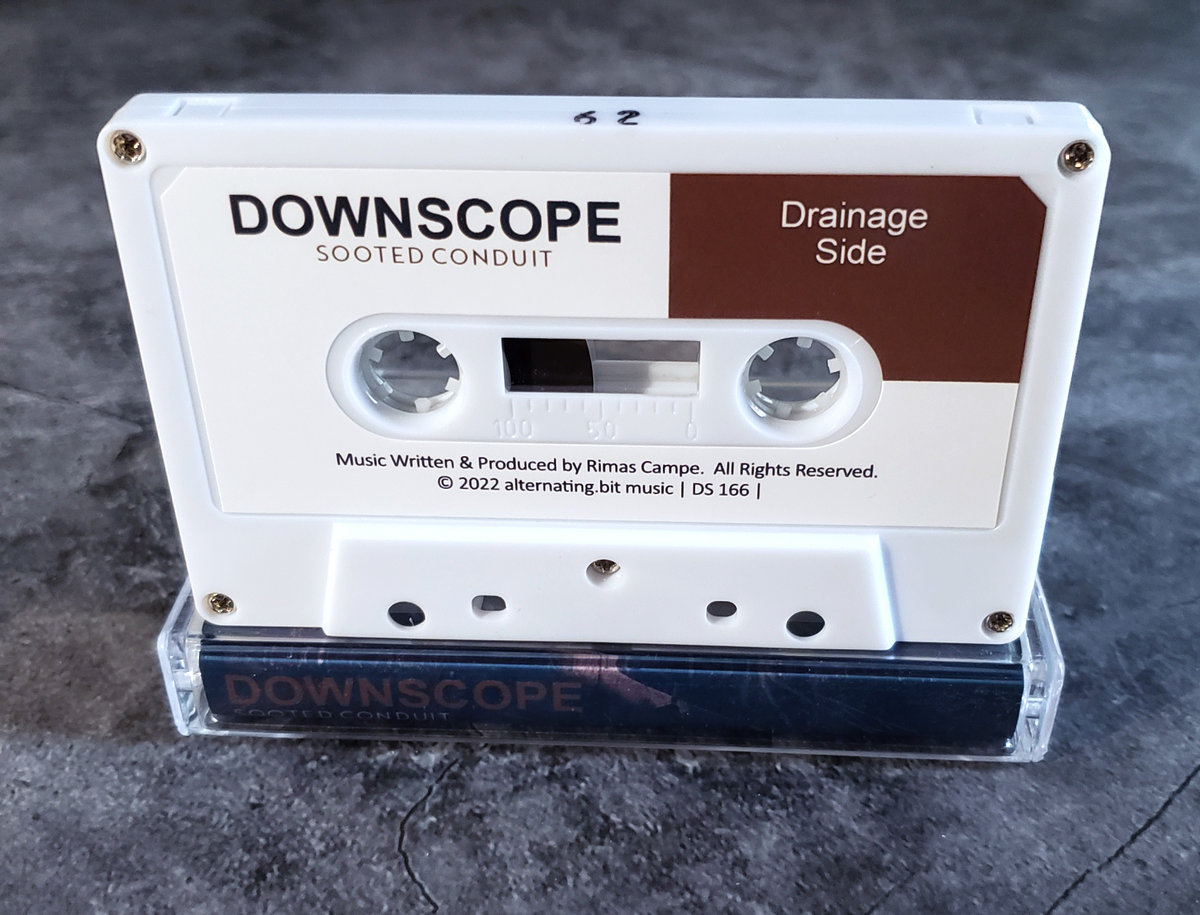 62
DOWNSCOPE
SOOTED CONDUIT
Drainage
Side
100 50 0
Music Written & Produced by Rimas Campe. All Rights Reserved.
© 2022 alternating.bit music | DS 166 |
DOWNSCOPE
SOOTED CONDUIT